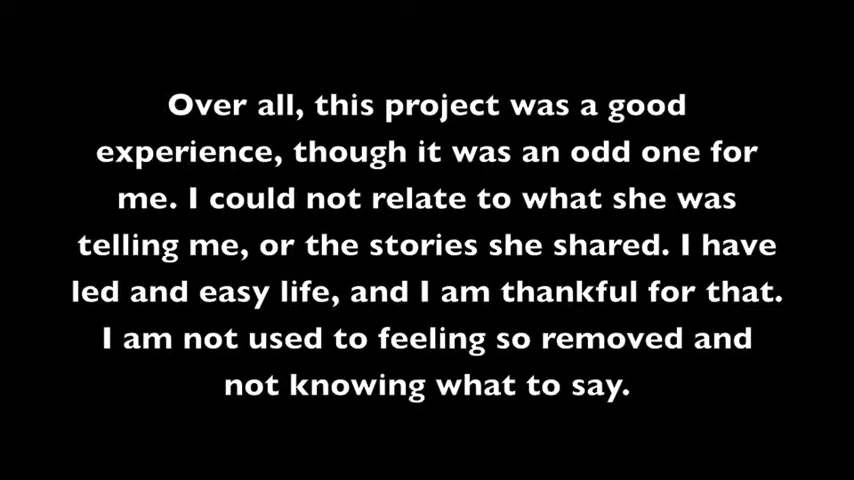 Over all, this project was a good
experience, though it was an odd one for
me. I could not relate to what she was
telling me, or the stories she shared. I have
led and easy life, and I am thankful for that.
I am not used to feeling so removed and
not knowing what to say.